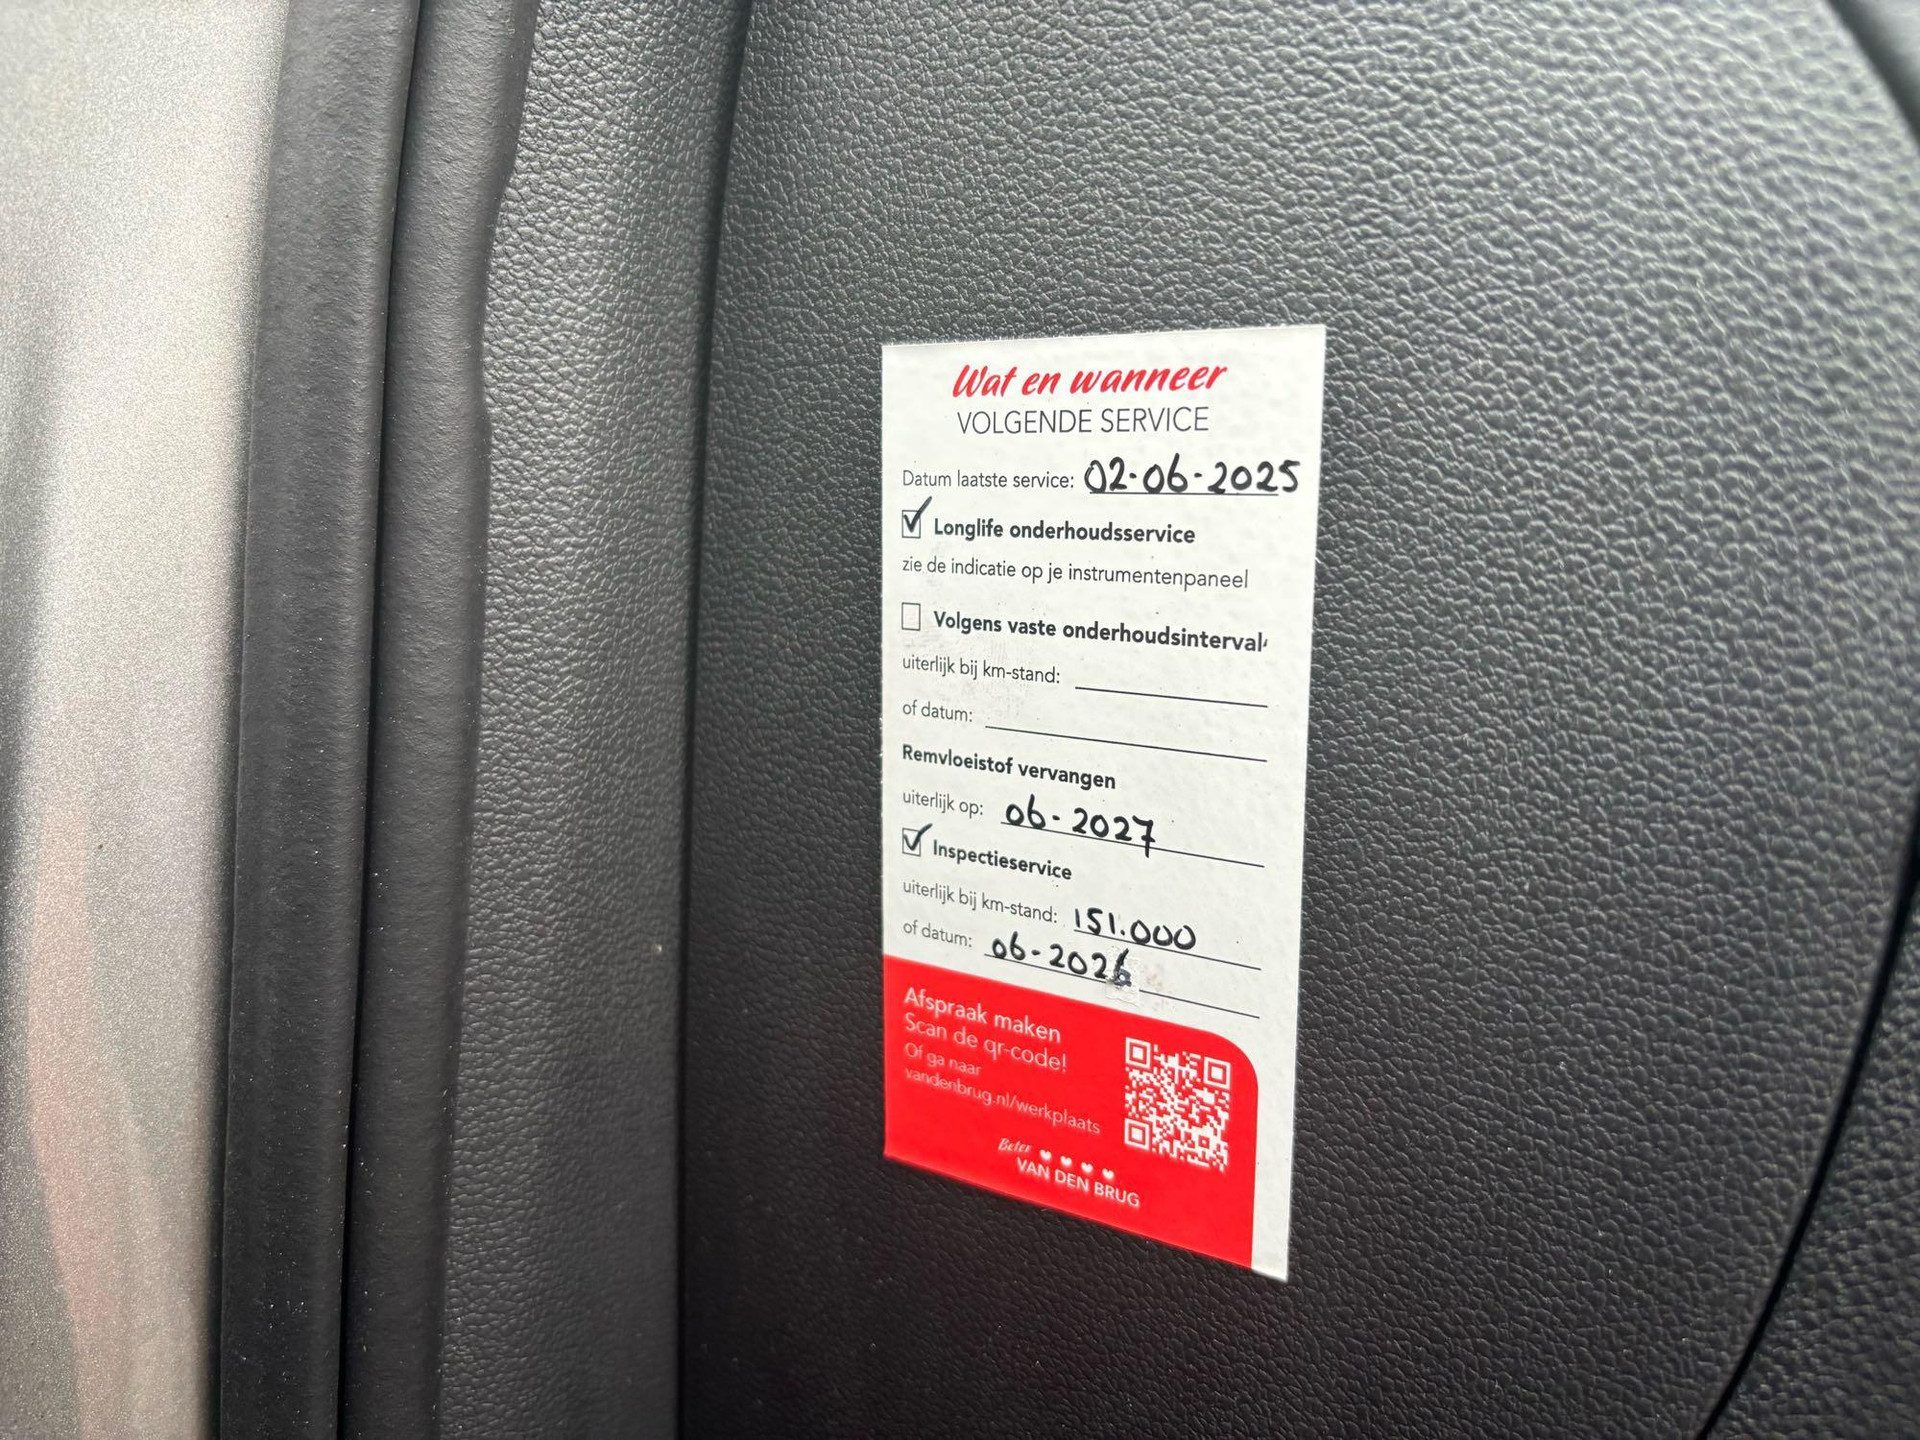 Wat en wanneer
VOLGENDE SERVICE
Datum laatste service: 02-06-2025
Longlife onderhoudsservice
zie de indicatie op je instrumentenpaneel
Volgens vaste onderhoudsinterval
uiterlijk bij km-stand:
of datum:
Remvloeistof vervangen
uiterlijk op: 06-2027
Inspectieservice
uiterlijk bij km-stand: 151.000
of datum: 06-2026
Afspraak maken
Scan de qr-code!
Of ga naar
vandenbrug.nl/werkplaats
Beter
VAN DEN BRUG